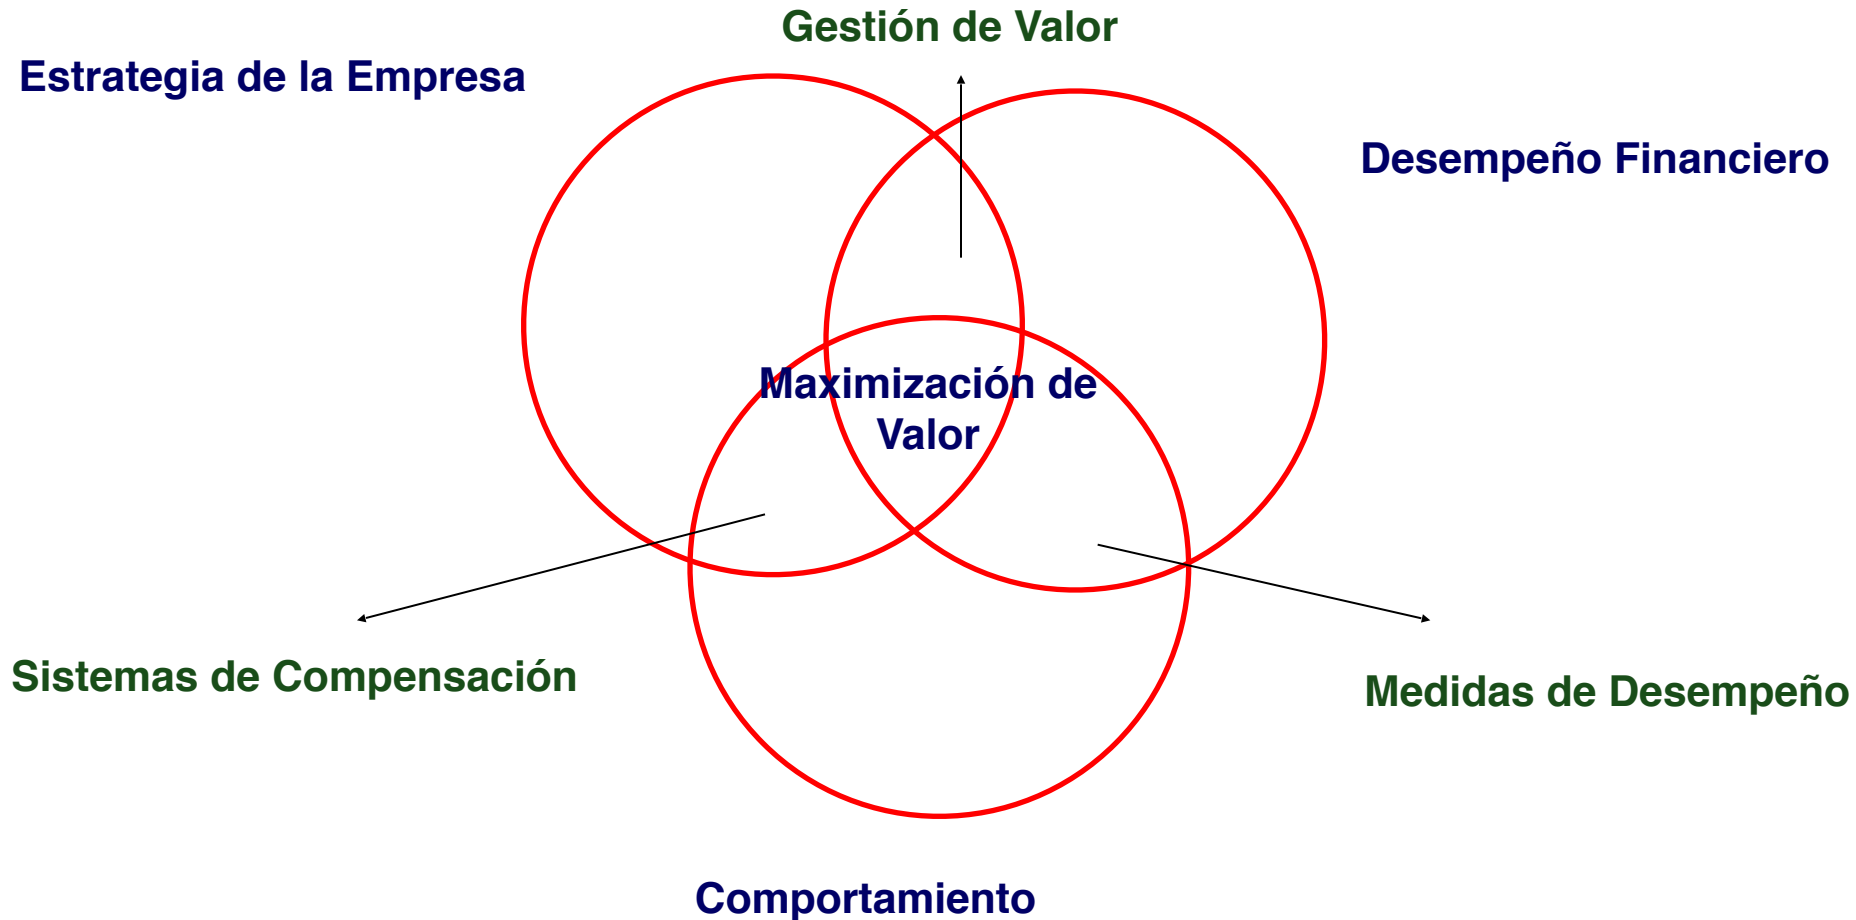 Gestión de Valor
Estrategia de la Empresa
Desempeño Financiero
Maximización de
Valor
Sistemas de Compensación
Medidas de Desempeño
Comportamiento